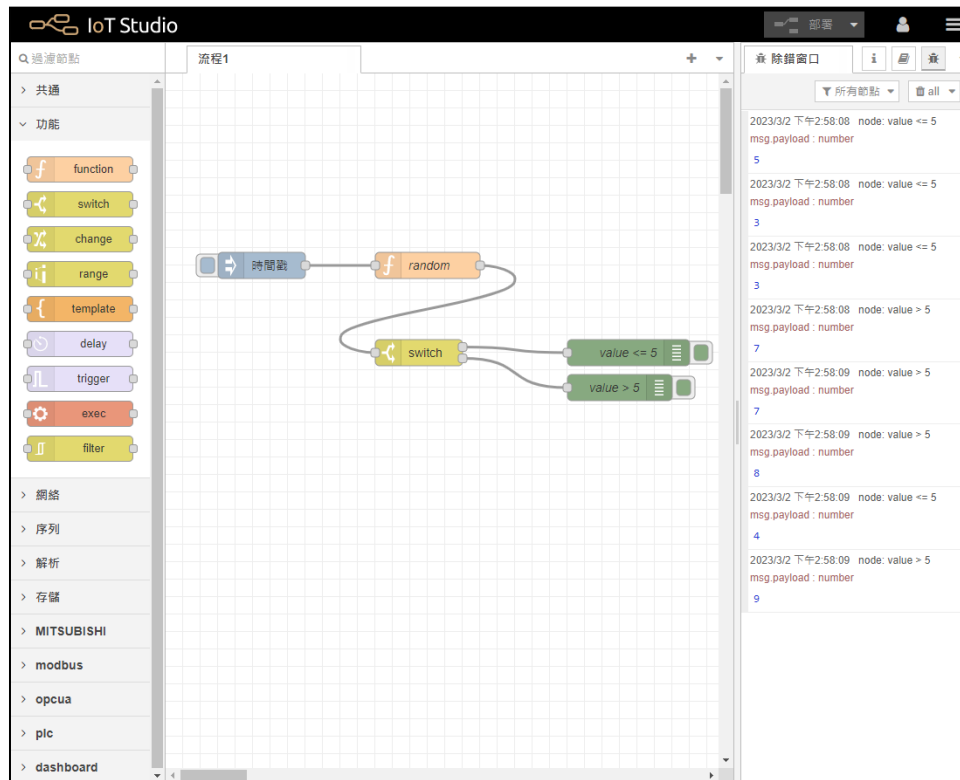 IoT Studio
部署
過濾節點
流程1
除錯窗口
共通
所有節點
all
功能
function
switch
change
range
template
delay
trigger
exec
filter
網絡
序列
解析
存儲
MITSUBISHI
modbus
opcua
plc
dashboard
時間戳
random
switch
value <= 5
value > 5
2023/3/2 下午2:58:08 node: value <= 5
msg.payload : number
5
2023/3/2 下午2:58:08 node: value <= 5
msg.payload : number
3
2023/3/2 下午2:58:08 node: value <= 5
msg.payload : number
3
2023/3/2 下午2:58:08 node: value > 5
msg.payload : number
7
2023/3/2 下午2:58:09 node: value > 5
msg.payload : number
7
2023/3/2 下午2:58:09 node: value > 5
msg.payload : number
8
2023/3/2 下午2:58:09 node: value <= 5
msg.payload : number
4
2023/3/2 下午2:58:09 node: value > 5
msg.payload : number
9